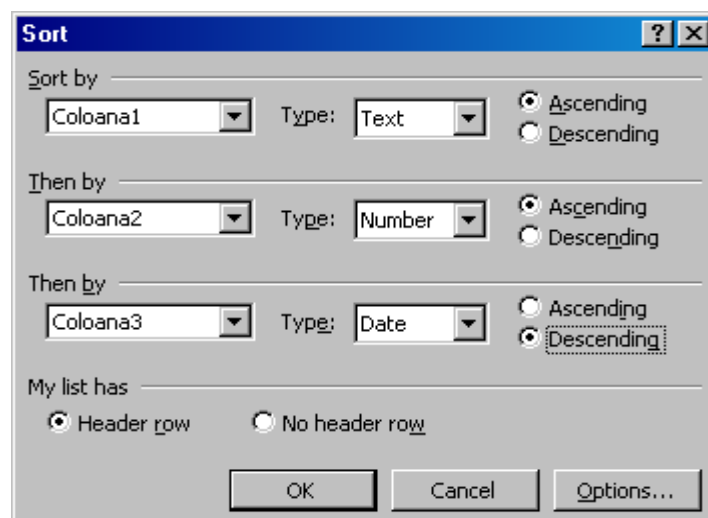 Sort
Sort by
Coloana1 Type: Text Ascending
Descending
Then by
Coloana2 Type: Number Ascending
Descending
Then by
Coloana3 Type: Date Ascending
Descending
My list has
Header row No header row
OK Cancel Options...